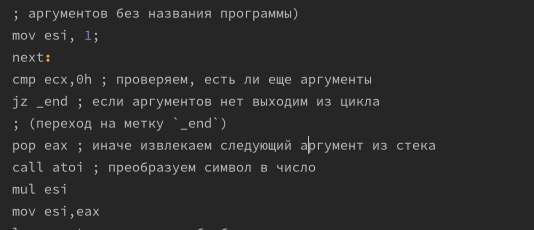 ; аргументов без названия программы)
mov esi, 1;
next:
cmp ecx,0h ; проверяем, есть ли еще аргументы
jz _end ; если аргументов нет выходим из цикла
; (переход на метку `_end`)
pop eax ; иначе извлекаем следующий аргумент из стека
call atoi ; преобразуем символ в число
mul esi
mov esi,eax